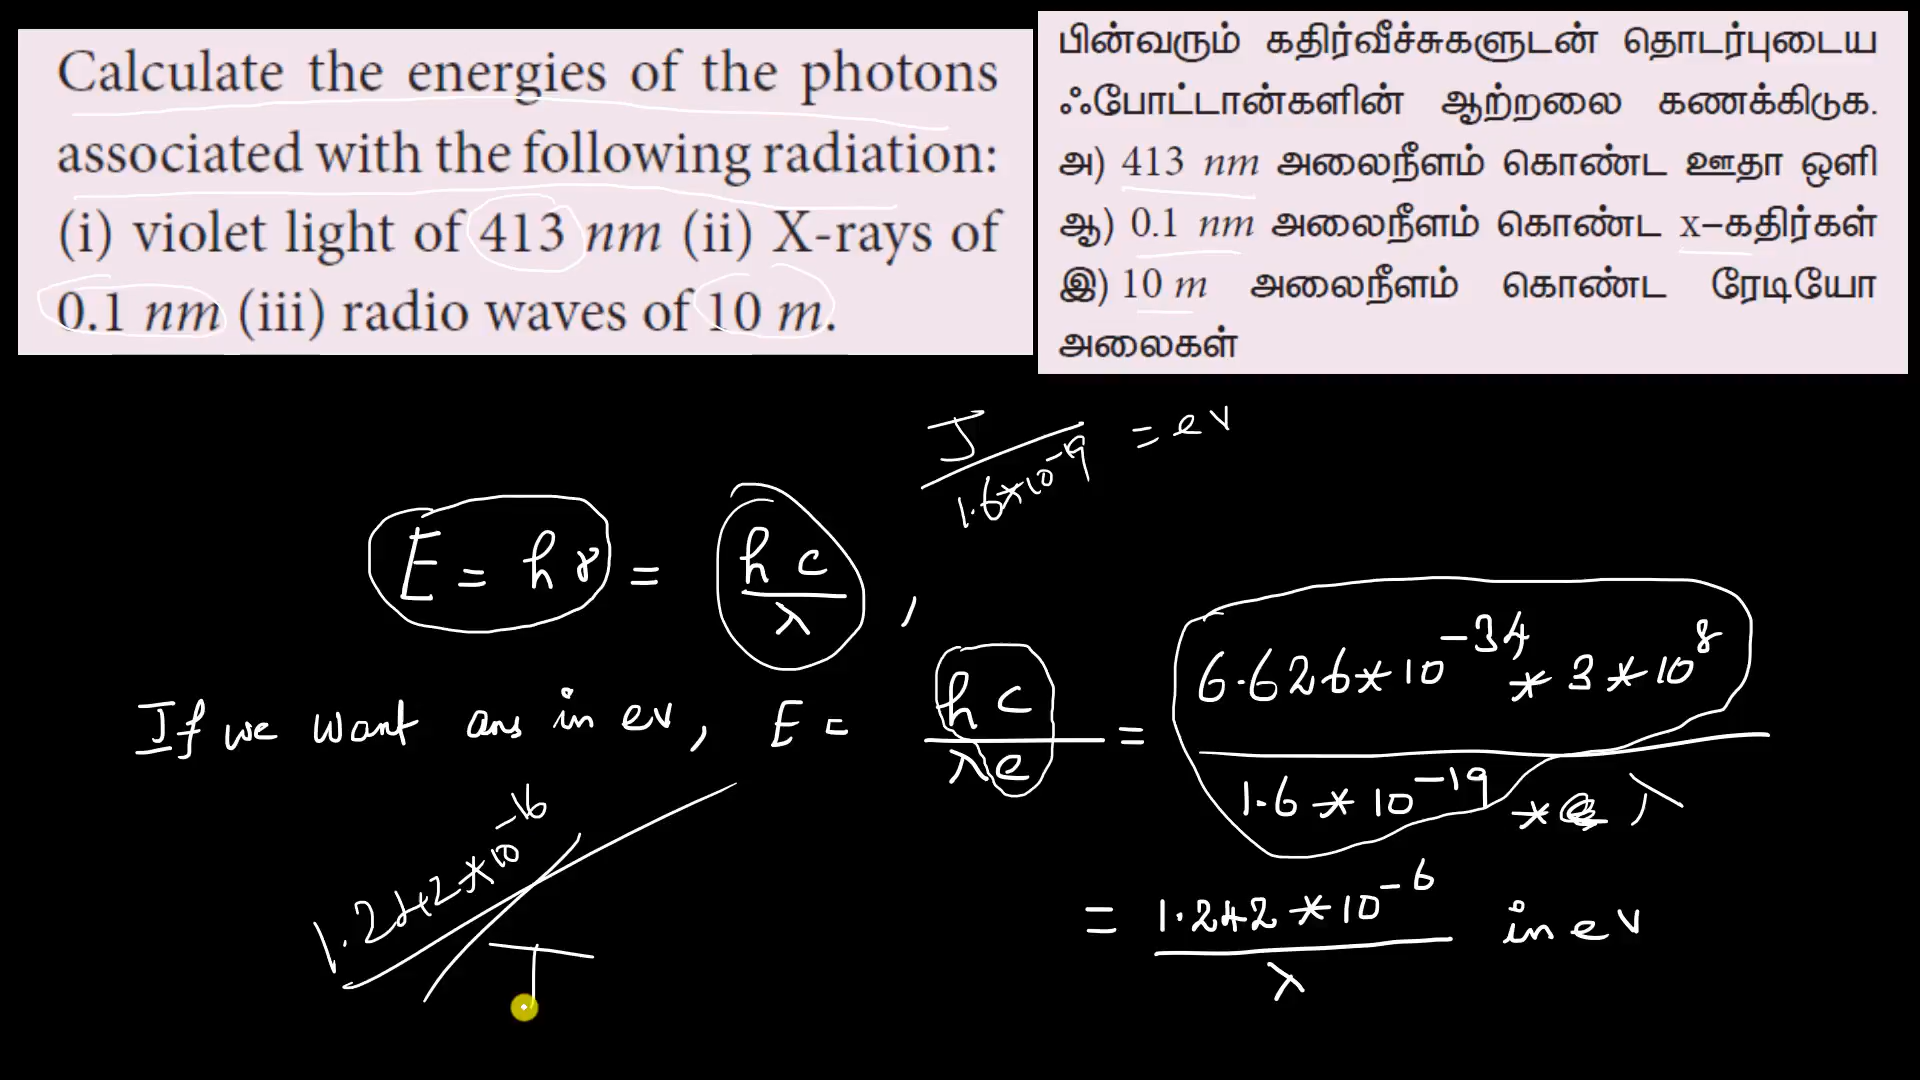 Calculate the energies of the photons
associated with the following radiation:
(i) violet light of 413 nm (ii) X-rays of
0.1 nm (iii) radio waves of 10 m.
பின்வரும் கதிர்வீச்சுகளுடன் தொடர்புடைய
ஃபோட்டான்களின் ஆற்றலை கணக்கிடுக.
அ) 413 nm அலைநீளம் கொண்ட ஊதா ஒளி
ஆ) 0.1 nm அலைநீளம் கொண்ட x–கதிர்கள்
இ) 10 m அலைநீளம் கொண்ட ரேடியோ
அலைகள்
J / 1.6*10^-19 = eV
E = hγ = hc/λ ,
If we want ans in eV, E = hc/λe = 6.626*10^-34 * 3*10^8 / 1.6*10^-19 * λ
= 1.242*10^-6 / λ in eV
1.242*10^-16